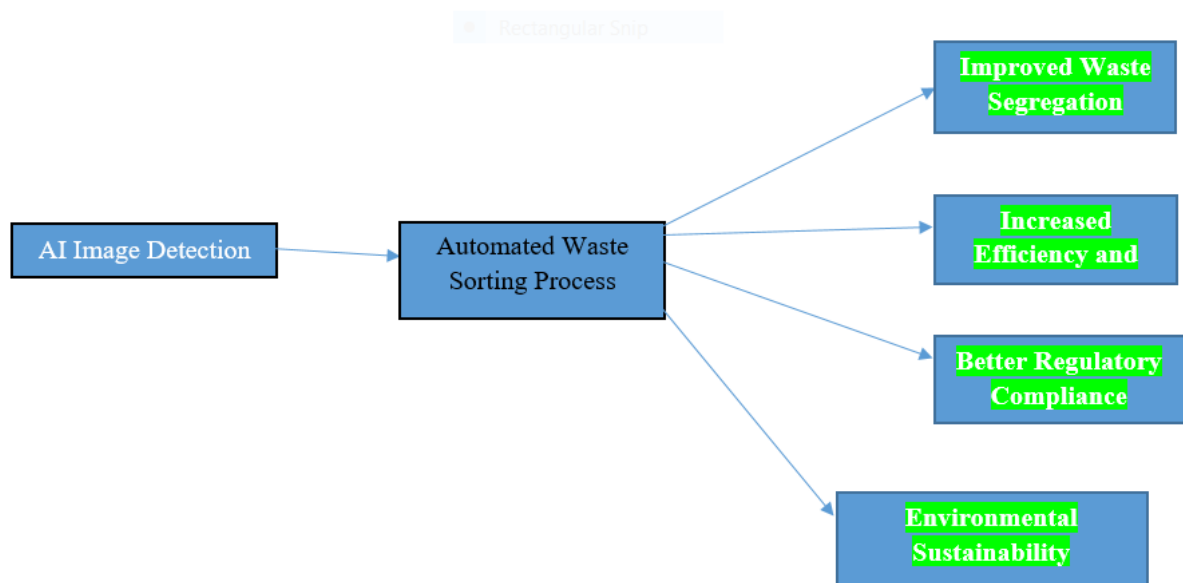 Rectangular Snip
Improved Waste
Segregation
AI Image Detection
Automated Waste
Sorting Process
Increased
Efficiency and
Better Regulatory
Compliance
Environmental
Sustainability